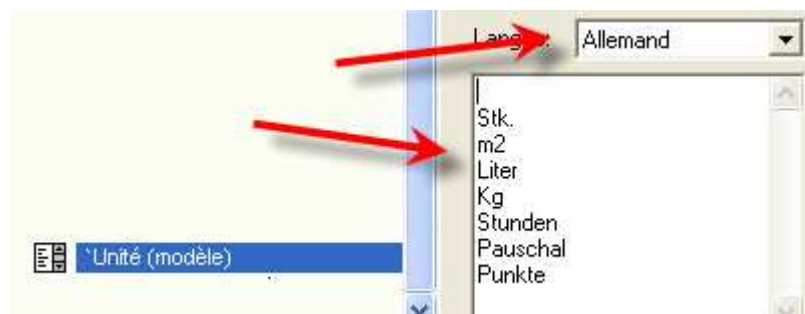 Allemand
Stk.
m2
Liter
Kg
Stunden
Pauschal
Punkte
`Unité (modèle)